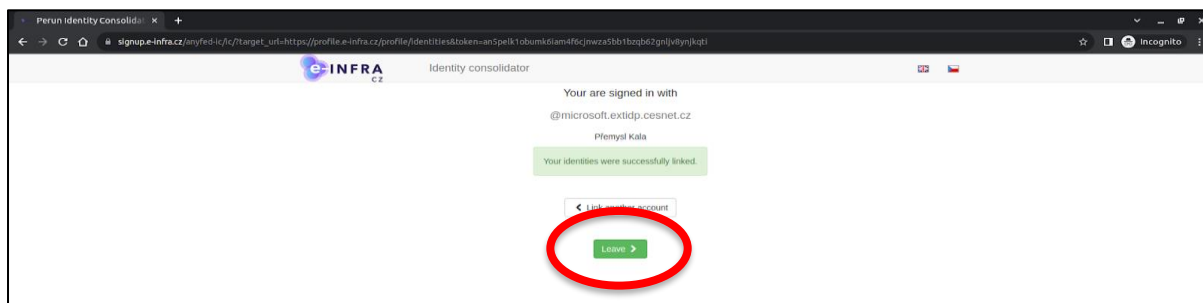 Perun Identity Consolidat
signup.e-infra.cz/anyfed-ic/ic/?target_url=https://profile.e-infra.cz/profile/identities&token=an5pelk1obumk6iam4f6cjnwza5bb1bzqb62gnljv8ynjkqti
Incognito
e-INFRA CZ
Identity consolidator
Your are signed in with
@microsoft.extidp.cesnet.cz
Přemysl Kala
Your identities were successfully linked.
Link another account
Leave